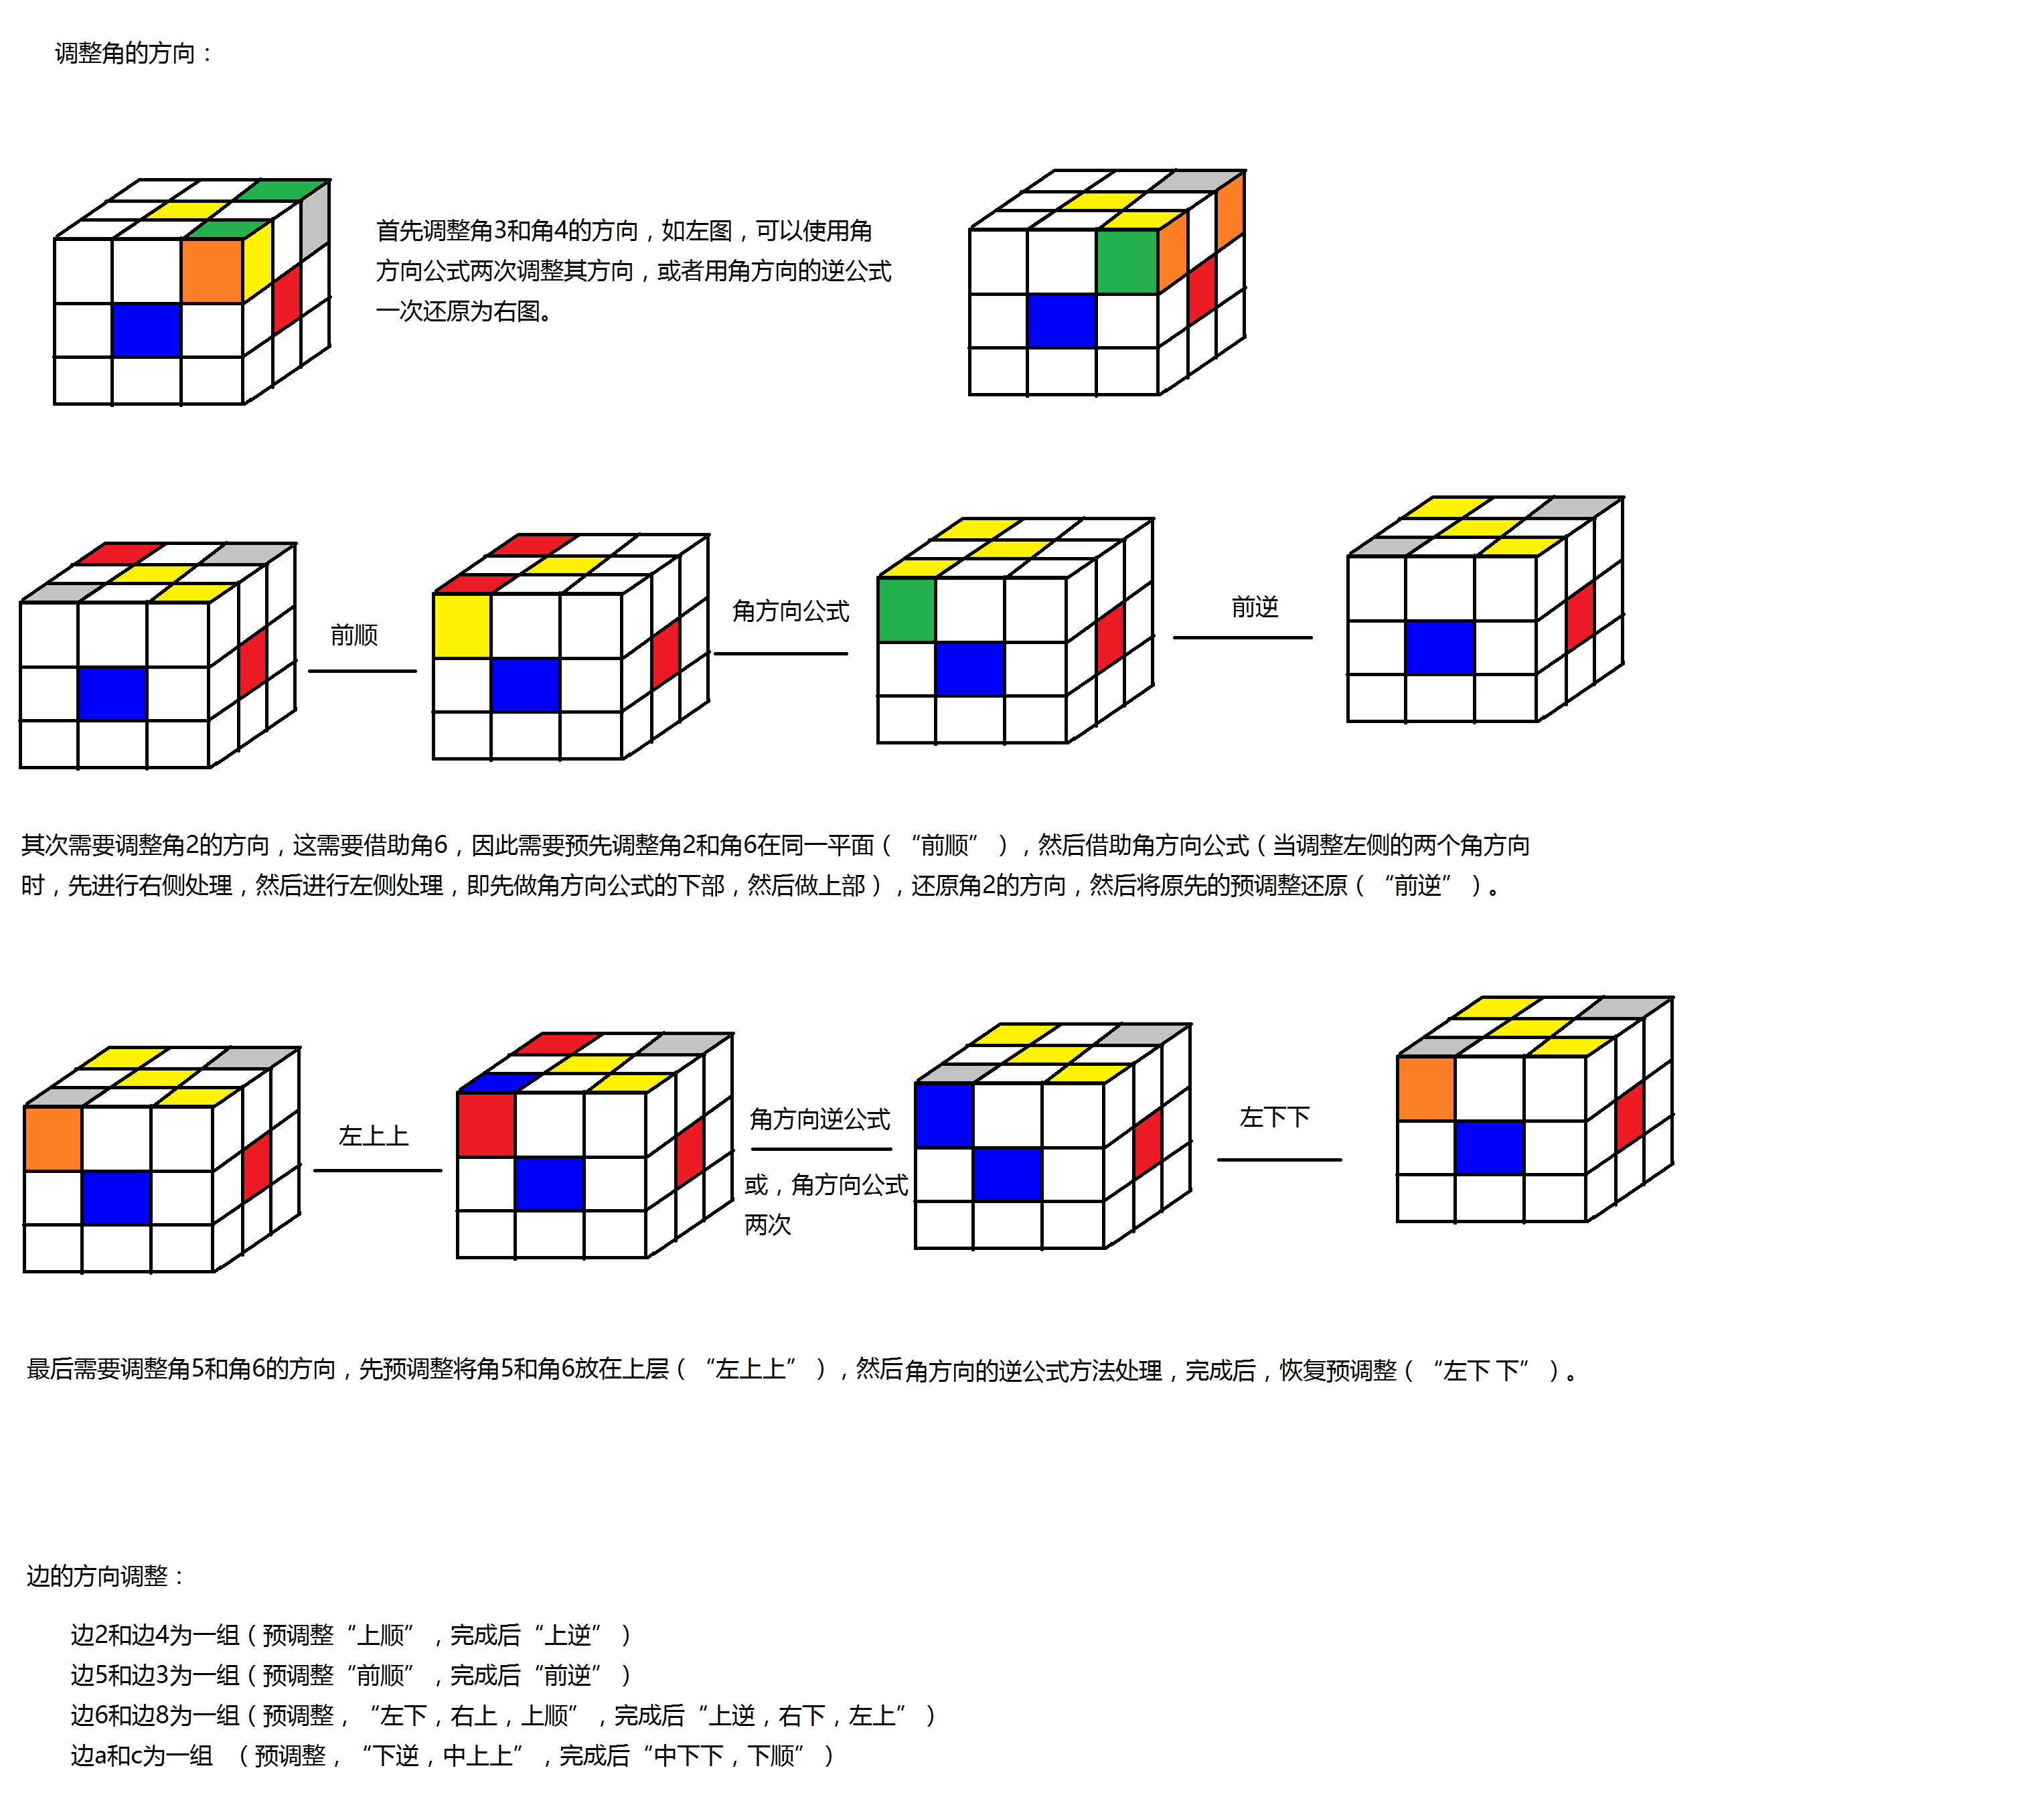 调整角的方向：
首先调整角3和角4的方向，如左图，可以使用角
方向公式两次调整其方向，或者用角方向的逆公式
一次还原为右图。
前顺
角方向公式
前逆
其次需要调整角2的方向，这需要借助角6，因此需要预先调整角2和角6在同一平面（“前顺”），然后借助角方向公式（当调整左侧的两个角方向
时，先进行右侧处理，然后进行左侧处理，即先做角方向公式的下部，然后做上部），还原角2的方向，然后将原先的预调整还原（“前逆”）。
左上上
角方向逆公式
或，角方向公式
两次
左下下
最后需要调整角5和角6的方向，先预调整将角5和角6放在上层（“左上上”），然后角方向的逆公式方法处理，完成后，恢复预调整（“左下 下”）。
边的方向调整：
边2和边4为一组（预调整“上顺”，完成后“上逆”）
边5和边3为一组（预调整“前顺”，完成后“前逆”）
边6和边8为一组（预调整，“左下，右上，上顺”，完成后“上逆，右下，左上”）
边a和c为一组 （预调整，“下逆，中上上”，完成后“中下下，下顺”）